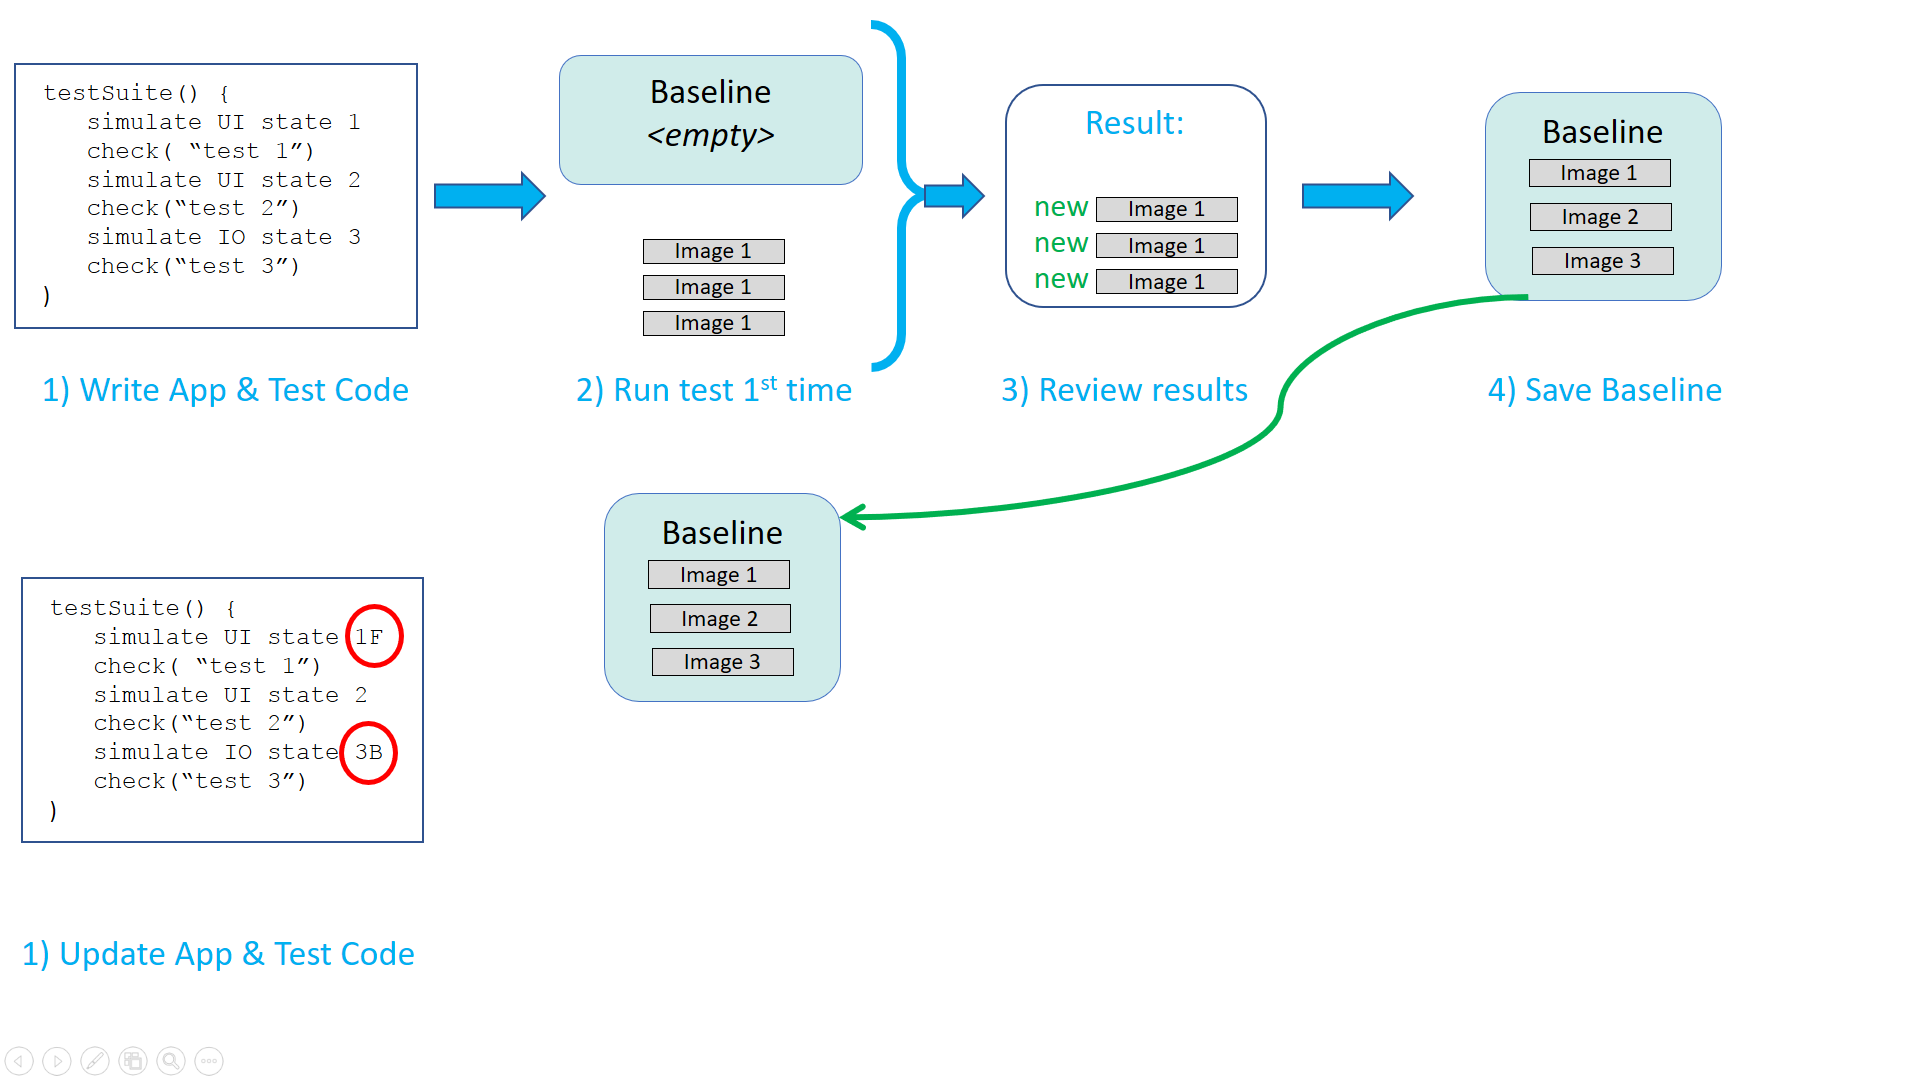 testSuite() {
simulate UI state 1
check( “test 1”)
simulate UI state 2
check(“test 2”)
simulate IO state 3
check(“test 3”)
)
1) Write App & Test Code
Baseline
<empty>
Image 1
Image 1
Image 1
2) Run test 1st time
Result:
new Image 1
new Image 1
new Image 1
3) Review results
Baseline
Image 1
Image 2
Image 3
4) Save Baseline
testSuite() {
simulate UI state 1F
check( “test 1”)
simulate UI state 2
check(“test 2”)
simulate IO state 3B
check(“test 3”)
)
1) Update App & Test Code
Baseline
Image 1
Image 2
Image 3